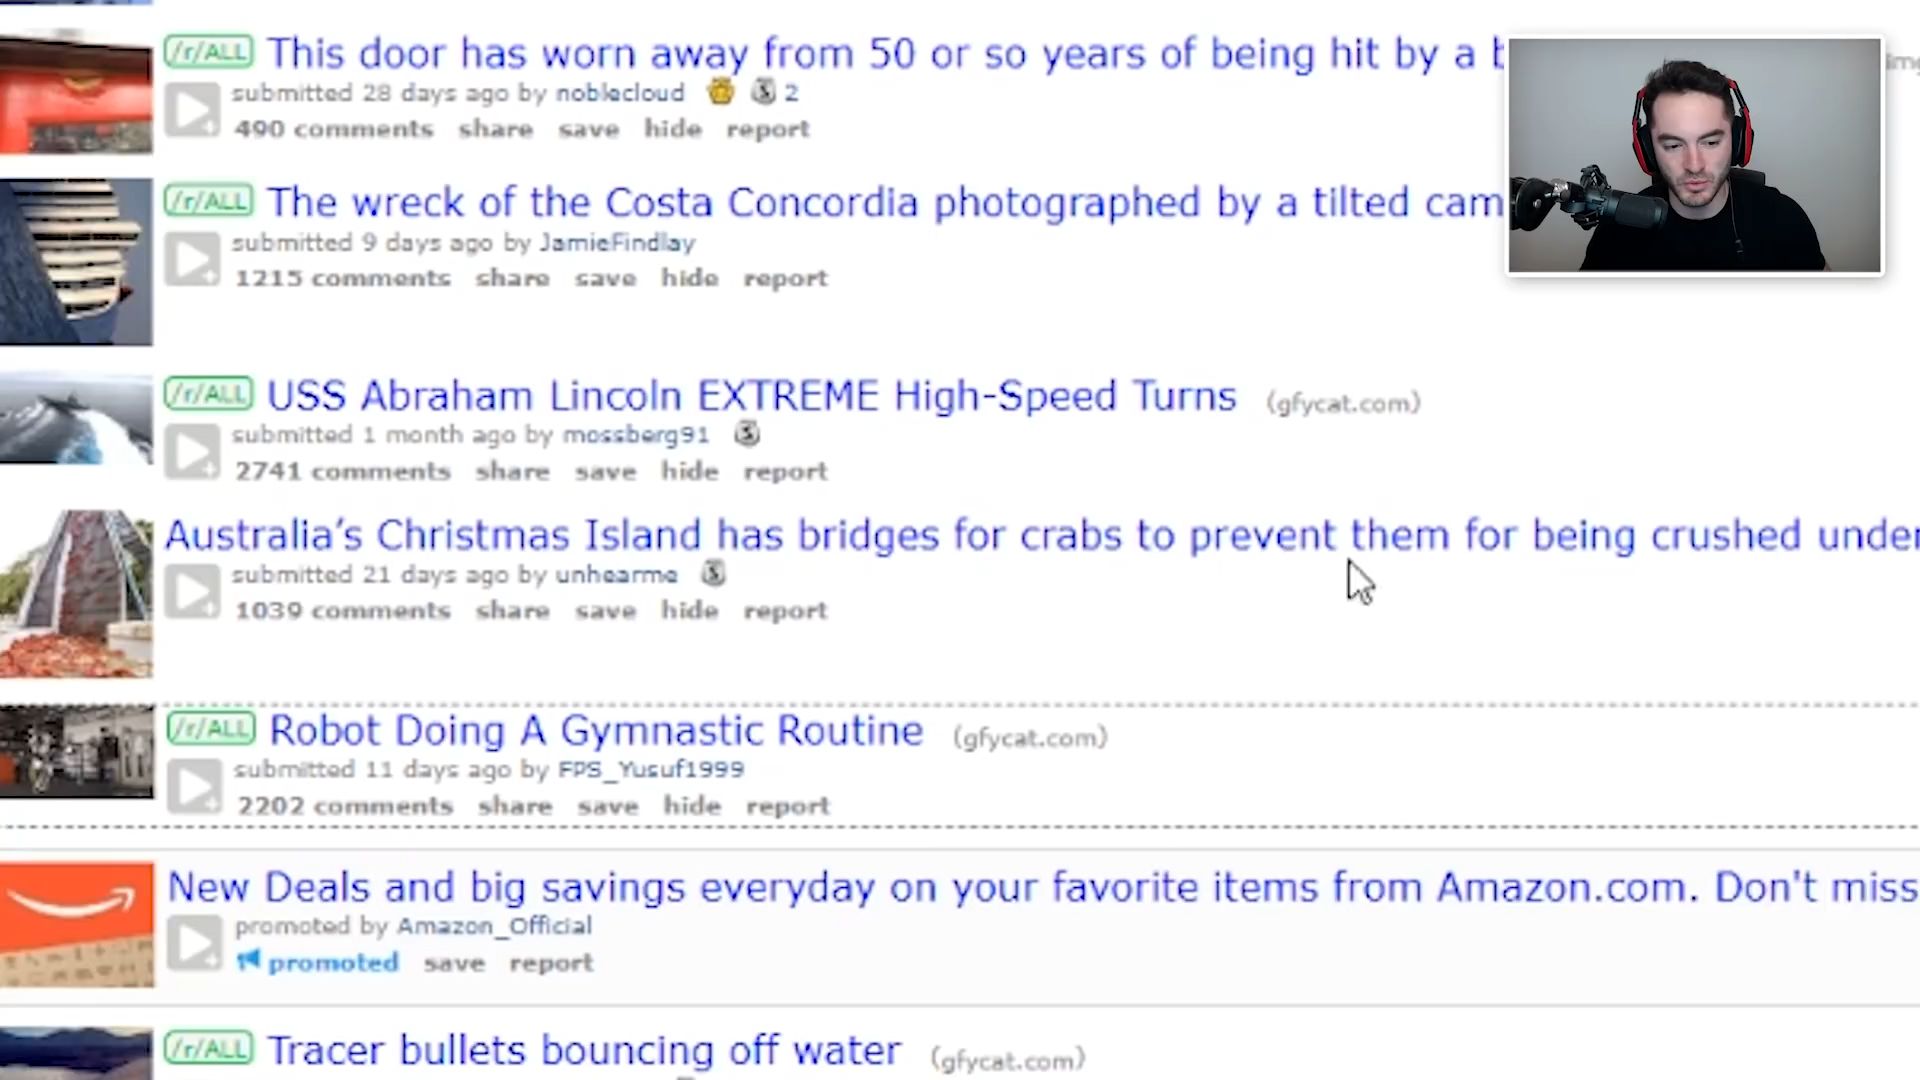 /r/ALL This door has worn away from 50 or so years of being hit by a b
submitted 28 days ago by noblecloud 2
490 comments share save hide report
/r/ALL The wreck of the Costa Concordia photographed by a tilted cam
submitted 9 days ago by JamieFindlay
1215 comments share save hide report
/r/ALL USS Abraham Lincoln EXTREME High-Speed Turns (gfycat.com)
submitted 1 month ago by mossberg91
2741 comments share save hide report
Australia’s Christmas Island has bridges for crabs to prevent them for being crushed under
submitted 21 days ago by unhearme
1039 comments share save hide report
/r/ALL Robot Doing A Gymnastic Routine (gfycat.com)
submitted 11 days ago by FPS_Yusuf1999
2202 comments share save hide report
New Deals and big savings everyday on your favorite items from Amazon.com. Don't miss
promoted by Amazon_Official
promoted save report
/r/ALL Tracer bullets bouncing off water (gfycat.com)